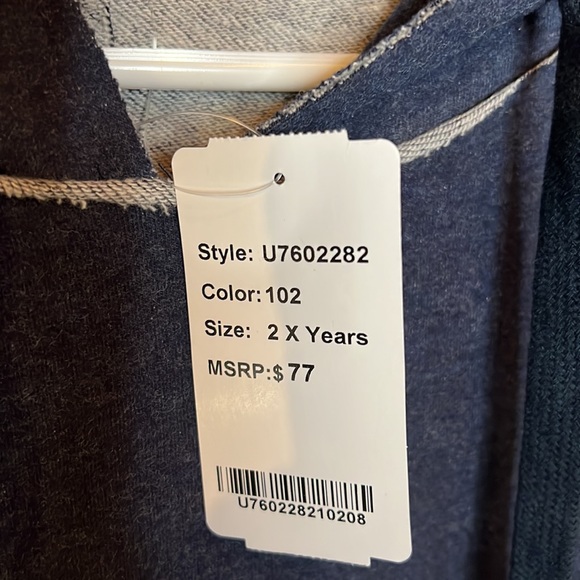 Style: U7602282
Color: 102
Size: 2 X Years
MSRP:$ 77
U760228210208